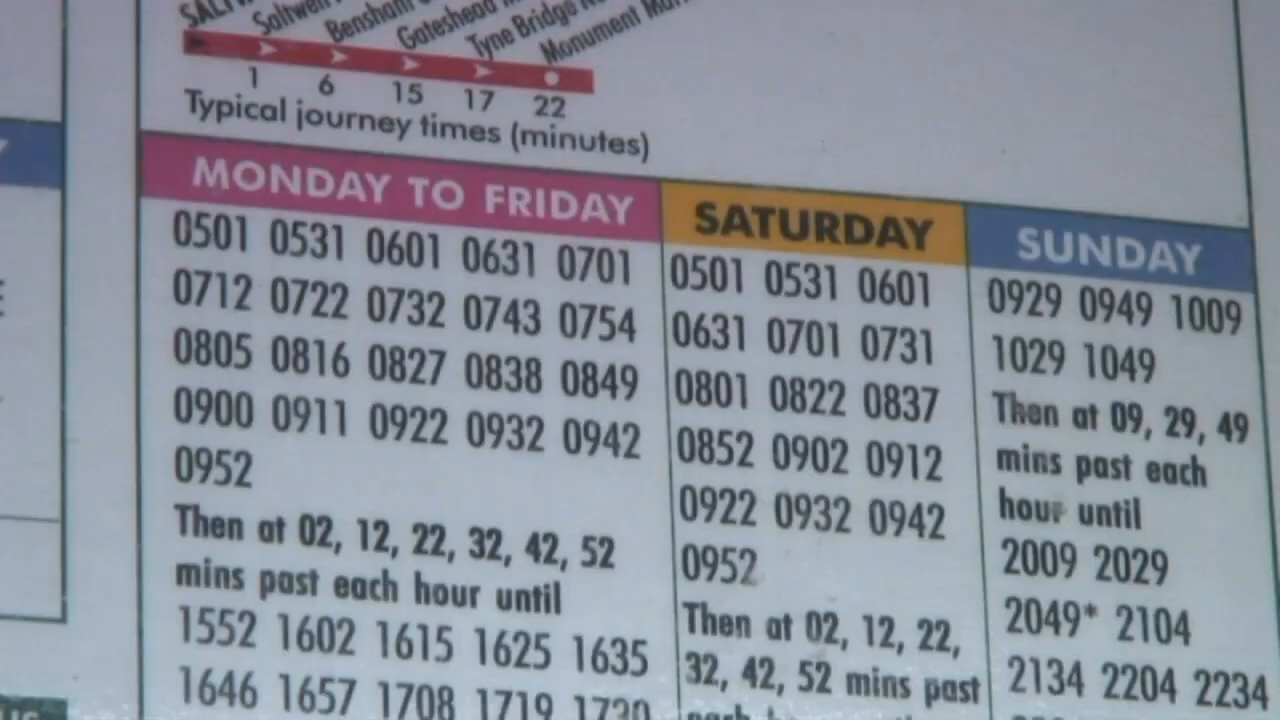 Saltwell
Bensham
Gateshead
Tyne Bridge
Monument
1 6 15 17 22
Typical journey times (minutes)
MONDAY TO FRIDAY
0501 0531 0601 0631 0701
0712 0722 0732 0743 0754
0805 0816 0827 0838 0849
0900 0911 0922 0932 0942
0952
Then at 02, 12, 22, 32, 42, 52
mins past each hour until
1552 1602 1615 1625 1635
1646 1657 1708 1719 1730
SATURDAY
0501 0531 0601
0631 0701 0731
0801 0822 0837
0852 0902 0912
0922 0932 0942
0952
Then at 02, 12, 22,
32, 42, 52 mins past
SUNDAY
0929 0949 1009
1029 1049
Then at 09, 29, 49
mins past each
hour until
2009 2029
2049* 2104
2134 2204 2234